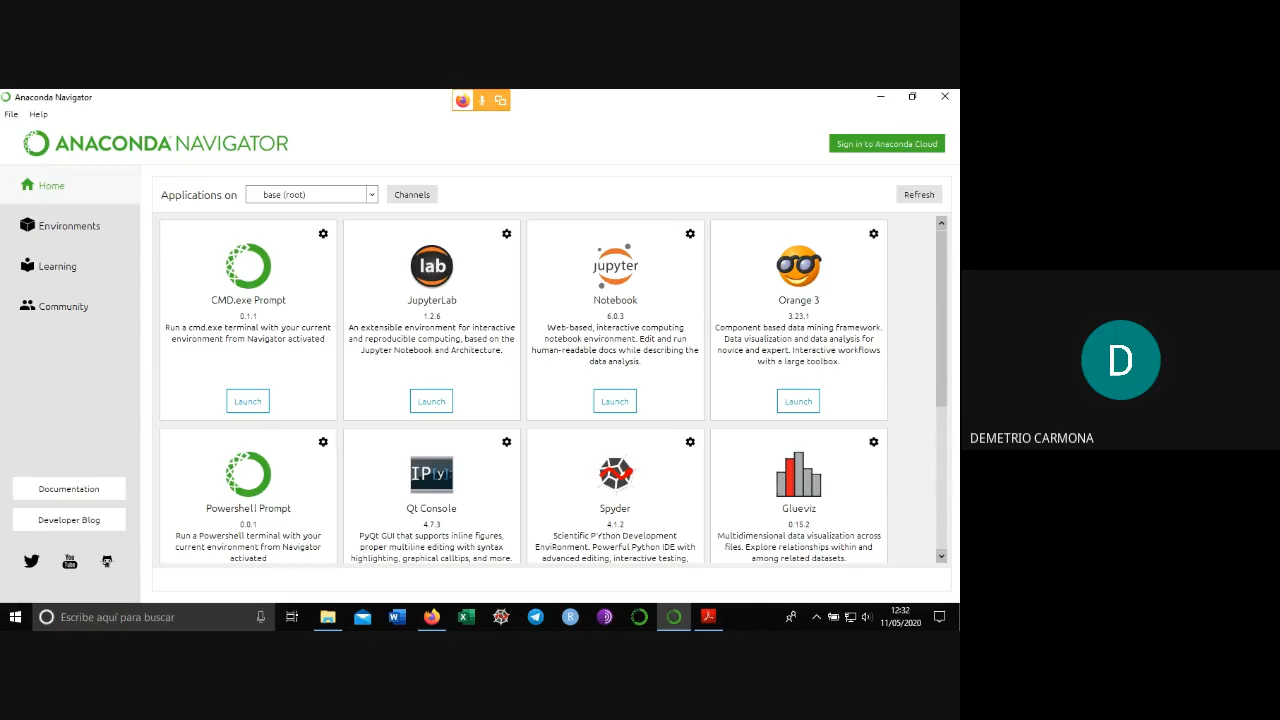 Anaconda Navigator
File Help
ANACONDA NAVIGATOR
Sign in to Anaconda Cloud
Home
Environments
Learning
Community
Documentation
Developer Blog
You
Tube
Applications on base (root) Channels Refresh
CMD.exe Prompt
0.1.1
Run a cmd.exe terminal with your current
environment from Navigator activated
Launch
lab
JupyterLab
1.2.6
An extensible environment for interactive
and reproducible computing, based on the
Jupyter Notebook and Architecture.
Launch
jupyter
Notebook
6.0.3
Web-based, interactive computing
notebook environment. Edit and run
human-readable docs while describing the
data analysis.
Launch
Orange 3
3.23.1
Component based data mining framework.
Data visualization and data analysis for
novice and expert. Interactive workflows
with a large toolbox.
Launch
Powershell Prompt
0.0.1
Run a Powershell terminal with your
current environment from Navigator
activated
IP[y]
Qt Console
4.7.3
PyQt GUI that supports inline figures,
proper multiline editing with syntax
highlighting, graphical calltips, and more.
Spyder
4.1.2
Scientific PYthon Development
EnviRonment. Powerful Python IDE with
advanced editing, interactive testing,
Glueviz
0.15.2
Multidimensional data visualization across
files. Explore relationships within and
among related datasets.
Escribe aquí para buscar
12:32
11/05/2020
D
DEMETRIO CARMONA